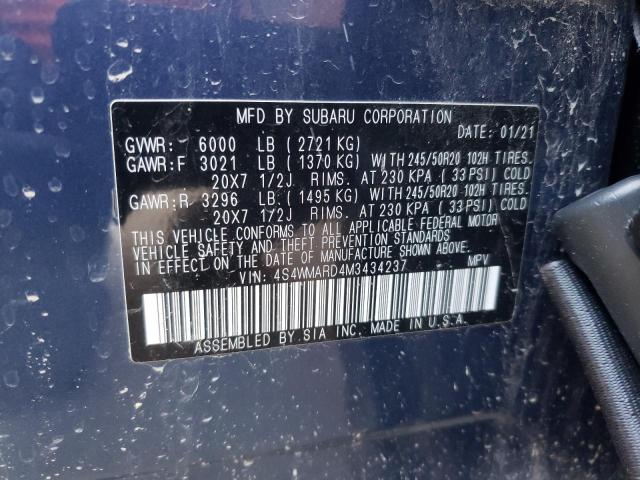 MFD BY SUBARU CORPORATION
DATE: 01/21
GVWR: 6000 LB (2721 KG)
GAWR:F 3021 LB (1370 KG) WITH 245/50R20 102H TIRES.
20X7 1/2J RIMS. AT 230 KPA (33 PSI) COLD
GAWR:R 3296 LB. (1495 KG) WITH 245/50R20 102H TIRES.
20X7 1/2J RIMS. AT 230 KPA (33 PSI) COLD
THIS VEHICLE CONFORMS TO ALL APPLICABLE FEDERAL MOTOR
VEHICLE SAFETY AND THEFT PREVENTION STANDARDS
IN EFFECT ON THE DATE OF MANUFACTURE SHOWN ABOVE.
VIN: 4S4WMARD4M3434237 MPV
ASSEMBLED BY SIA INC. MADE IN U.S.A.